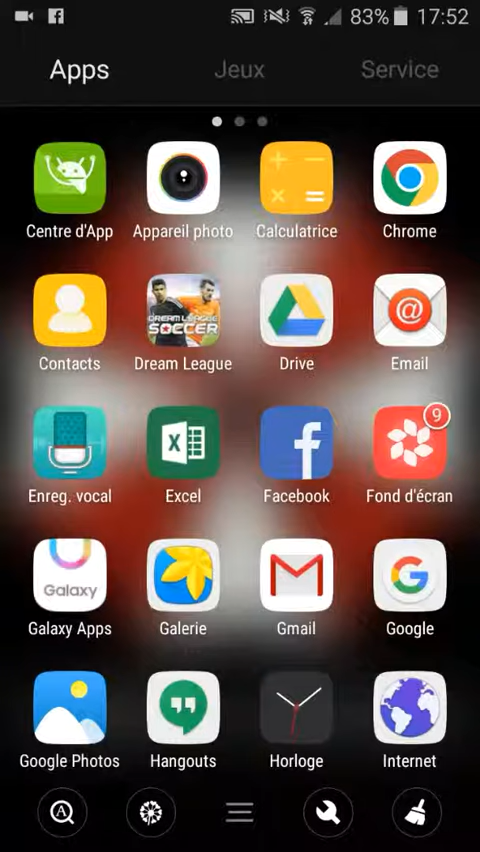 83% 17:52
Apps Jeux Service
Centre d'App Appareil photo Calculatrice Chrome
DREAM LEAGUE
SOCCER
Contacts Dream League Drive Email
9
Enreg. vocal Excel Facebook Fond d'écran
Galaxy
Galaxy Apps Galerie Gmail Google
Google Photos Hangouts Horloge Internet